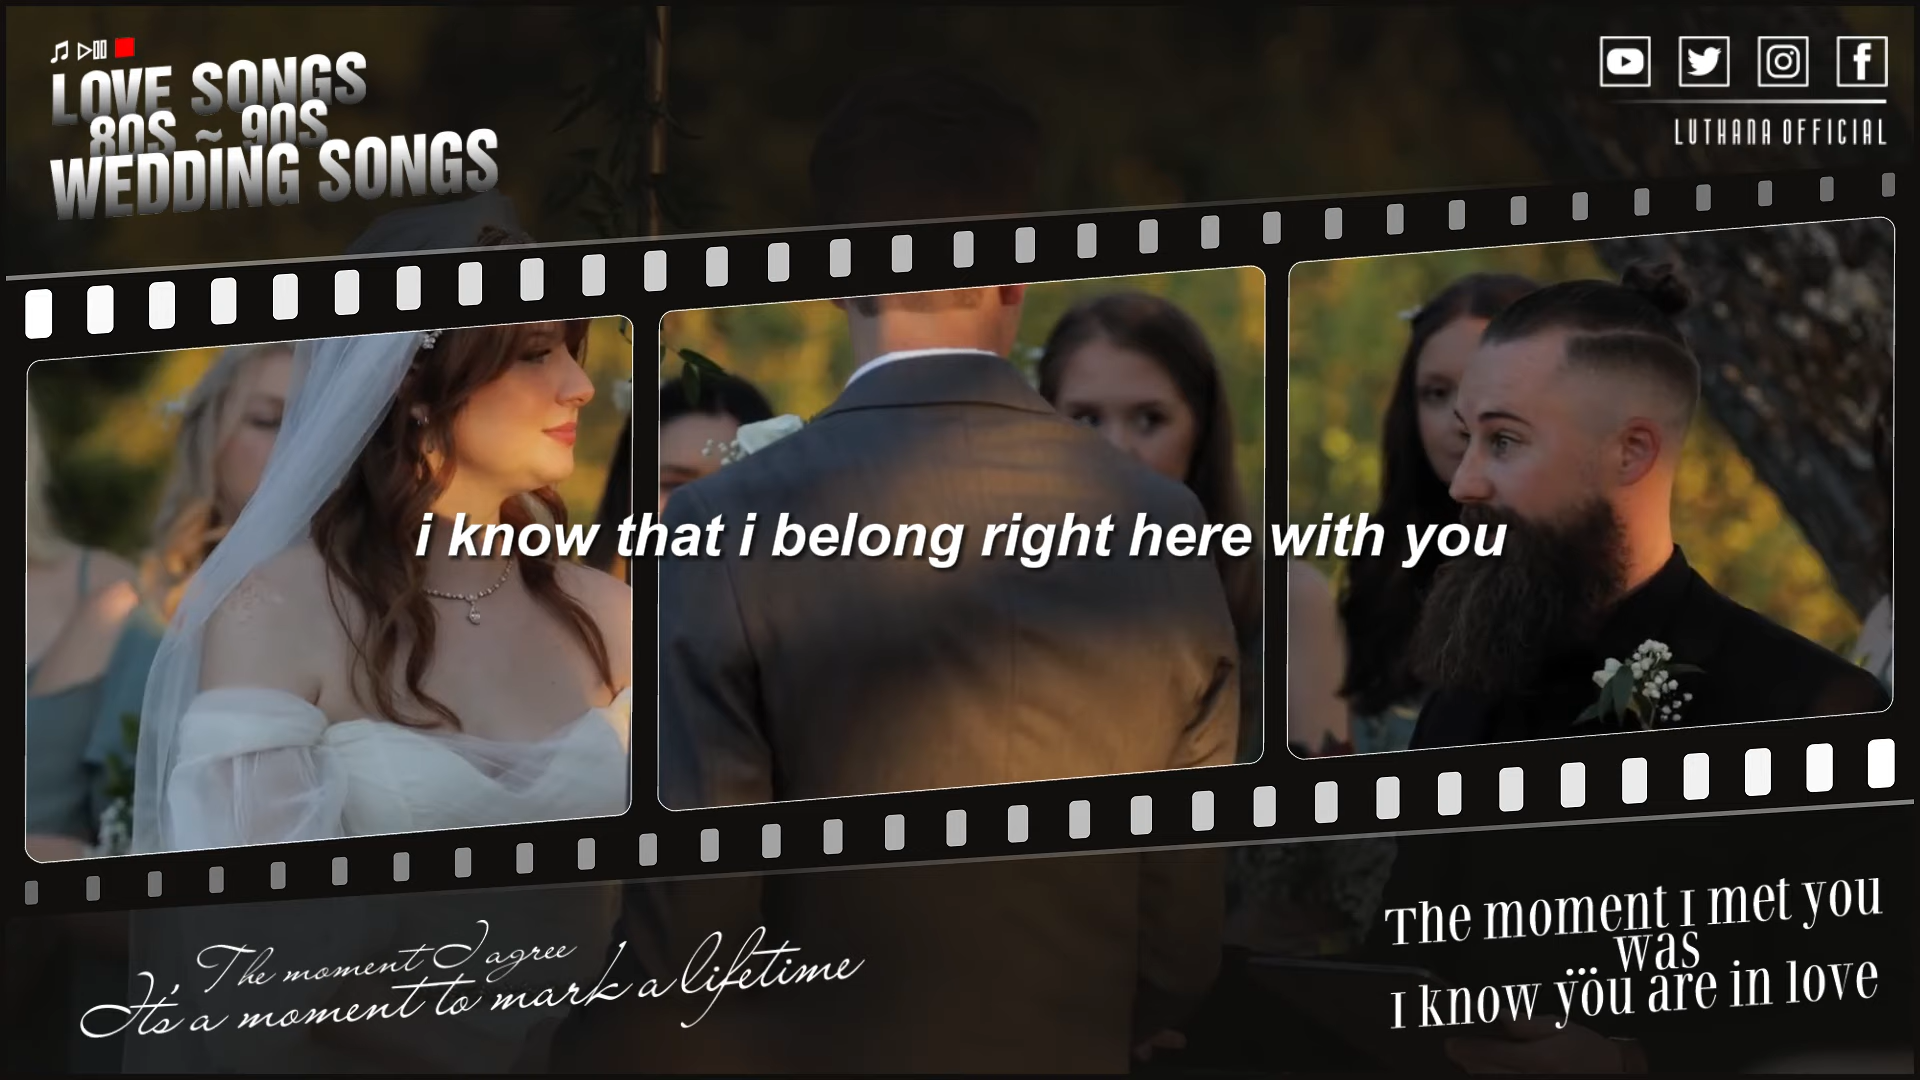 LOVE SONGS
80S ~ 90S
WEDDING SONGS
LUTHANA OFFICIAL
i know that i belong right here with you
The moment I agree
It's a moment to mark a lifetime
The moment I met you
was
I know yöu are in love